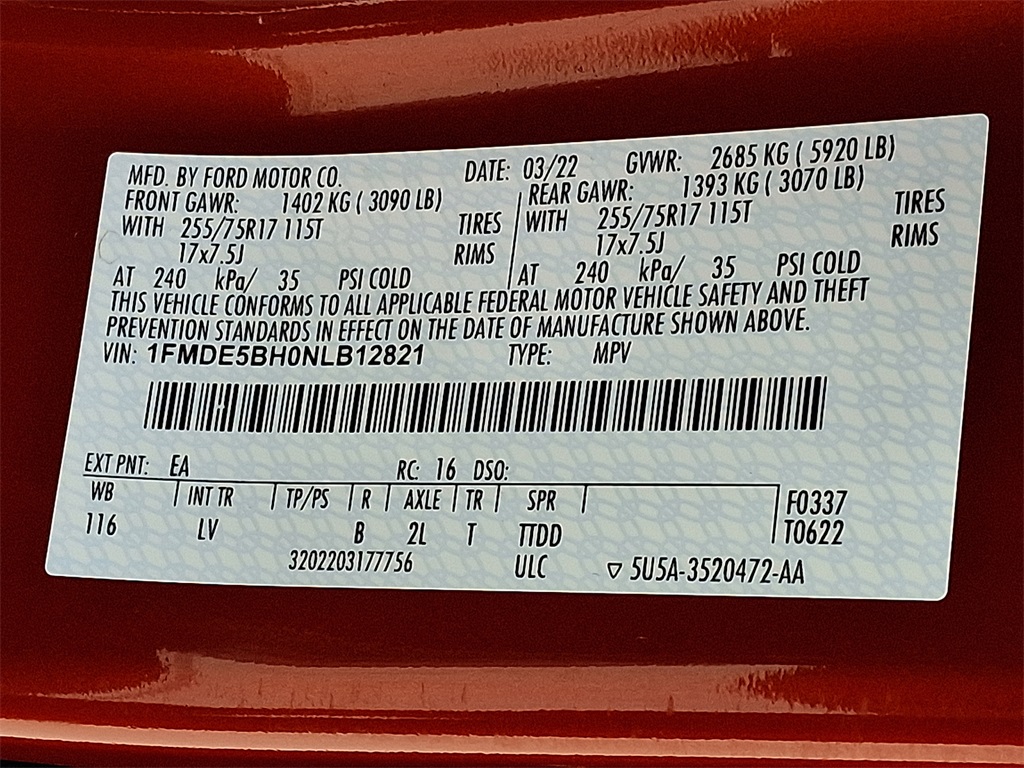 MFD. BY FORD MOTOR CO. DATE: 03/22 GVWR: 2685 KG ( 5920 LB)
FRONT GAWR: 1402 KG ( 3090 LB) REAR GAWR: 1393 KG ( 3070 LB)
WITH 255/75R17 115T TIRES WITH 255/75R17 115T TIRES
17x7.5J RIMS 17x7.5J RIMS
AT 240 kPa/ 35 PSI COLD AT 240 kPa/ 35 PSI COLD
THIS VEHICLE CONFORMS TO ALL APPLICABLE FEDERAL MOTOR VEHICLE SAFETY AND THEFT
PREVENTION STANDARDS IN EFFECT ON THE DATE OF MANUFACTURE SHOWN ABOVE.
VIN: 1FMDE5BH0NLB12821 TYPE: MPV
EXT PNT: EA RC: 16 DSO:
WB INT TR TP/PS R AXLE TR SPR F0337
116 LV B 2L T TTDD T0622
3202203177756 ULC ▽ 5U5A-3520472-AA